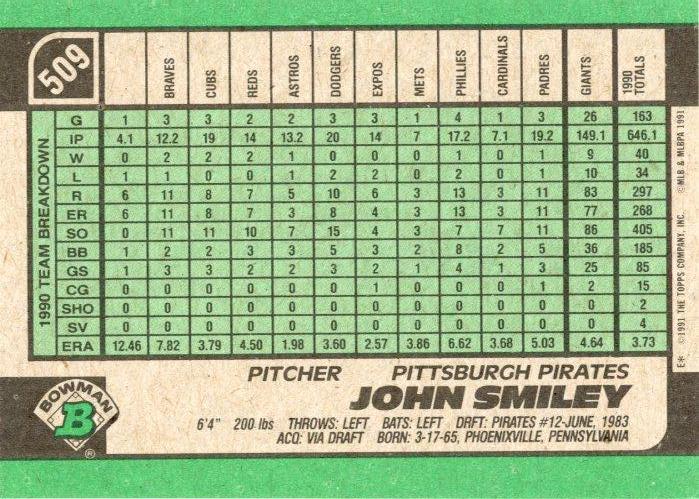 509
BRAVES CUBS REDS ASTROS DODGERS EXPOS METS PHILLIES CARDINALS PADRES GIANTS 1990 TOTALS
1990 TEAM BREAKDOWN
G 1 3 3 2 2 3 3 1 4 1 3 26 163
IP 4.1 12.2 19 14 13.2 20 14 7 17.2 7.1 19.2 149.1 646.1
W 0 2 2 2 1 0 0 0 1 0 1 9 40
L 1 1 0 0 1 2 2 0 2 1 0 10 34
R 6 11 8 7 5 10 6 3 13 3 11 83 297
ER 6 11 8 7 3 8 4 3 13 3 11 77 268
SO 0 11 11 10 7 15 4 3 7 7 11 86 405
BB 1 2 2 3 3 5 3 2 8 2 5 36 185
GS 1 3 3 2 2 3 2 1 4 1 3 25 85
CG 0 0 0 0 0 0 1 0 0 0 1 2 15
SHO 0 0 0 0 0 0 0 0 0 0 0 0 2
SV 0 0 0 0 0 0 0 0 0 0 0 0 4
ERA 12.46 7.82 3.79 4.50 1.98 3.60 2.57 3.86 6.62 3.68 5.03 4.64 3.73
E* ©1991 THE TOPPS COMPANY, INC. ©MLB & MLBPA 1991
PITCHER PITTSBURGH PIRATES
JOHN SMILEY
BOWMAN
B
®
6'4" 200 lbs THROWS: LEFT BATS: LEFT DRFT: PIRATES #12-JUNE, 1983
ACQ: VIA DRAFT BORN: 3-17-65, PHOENIXVILLE, PENNSYLVANIA